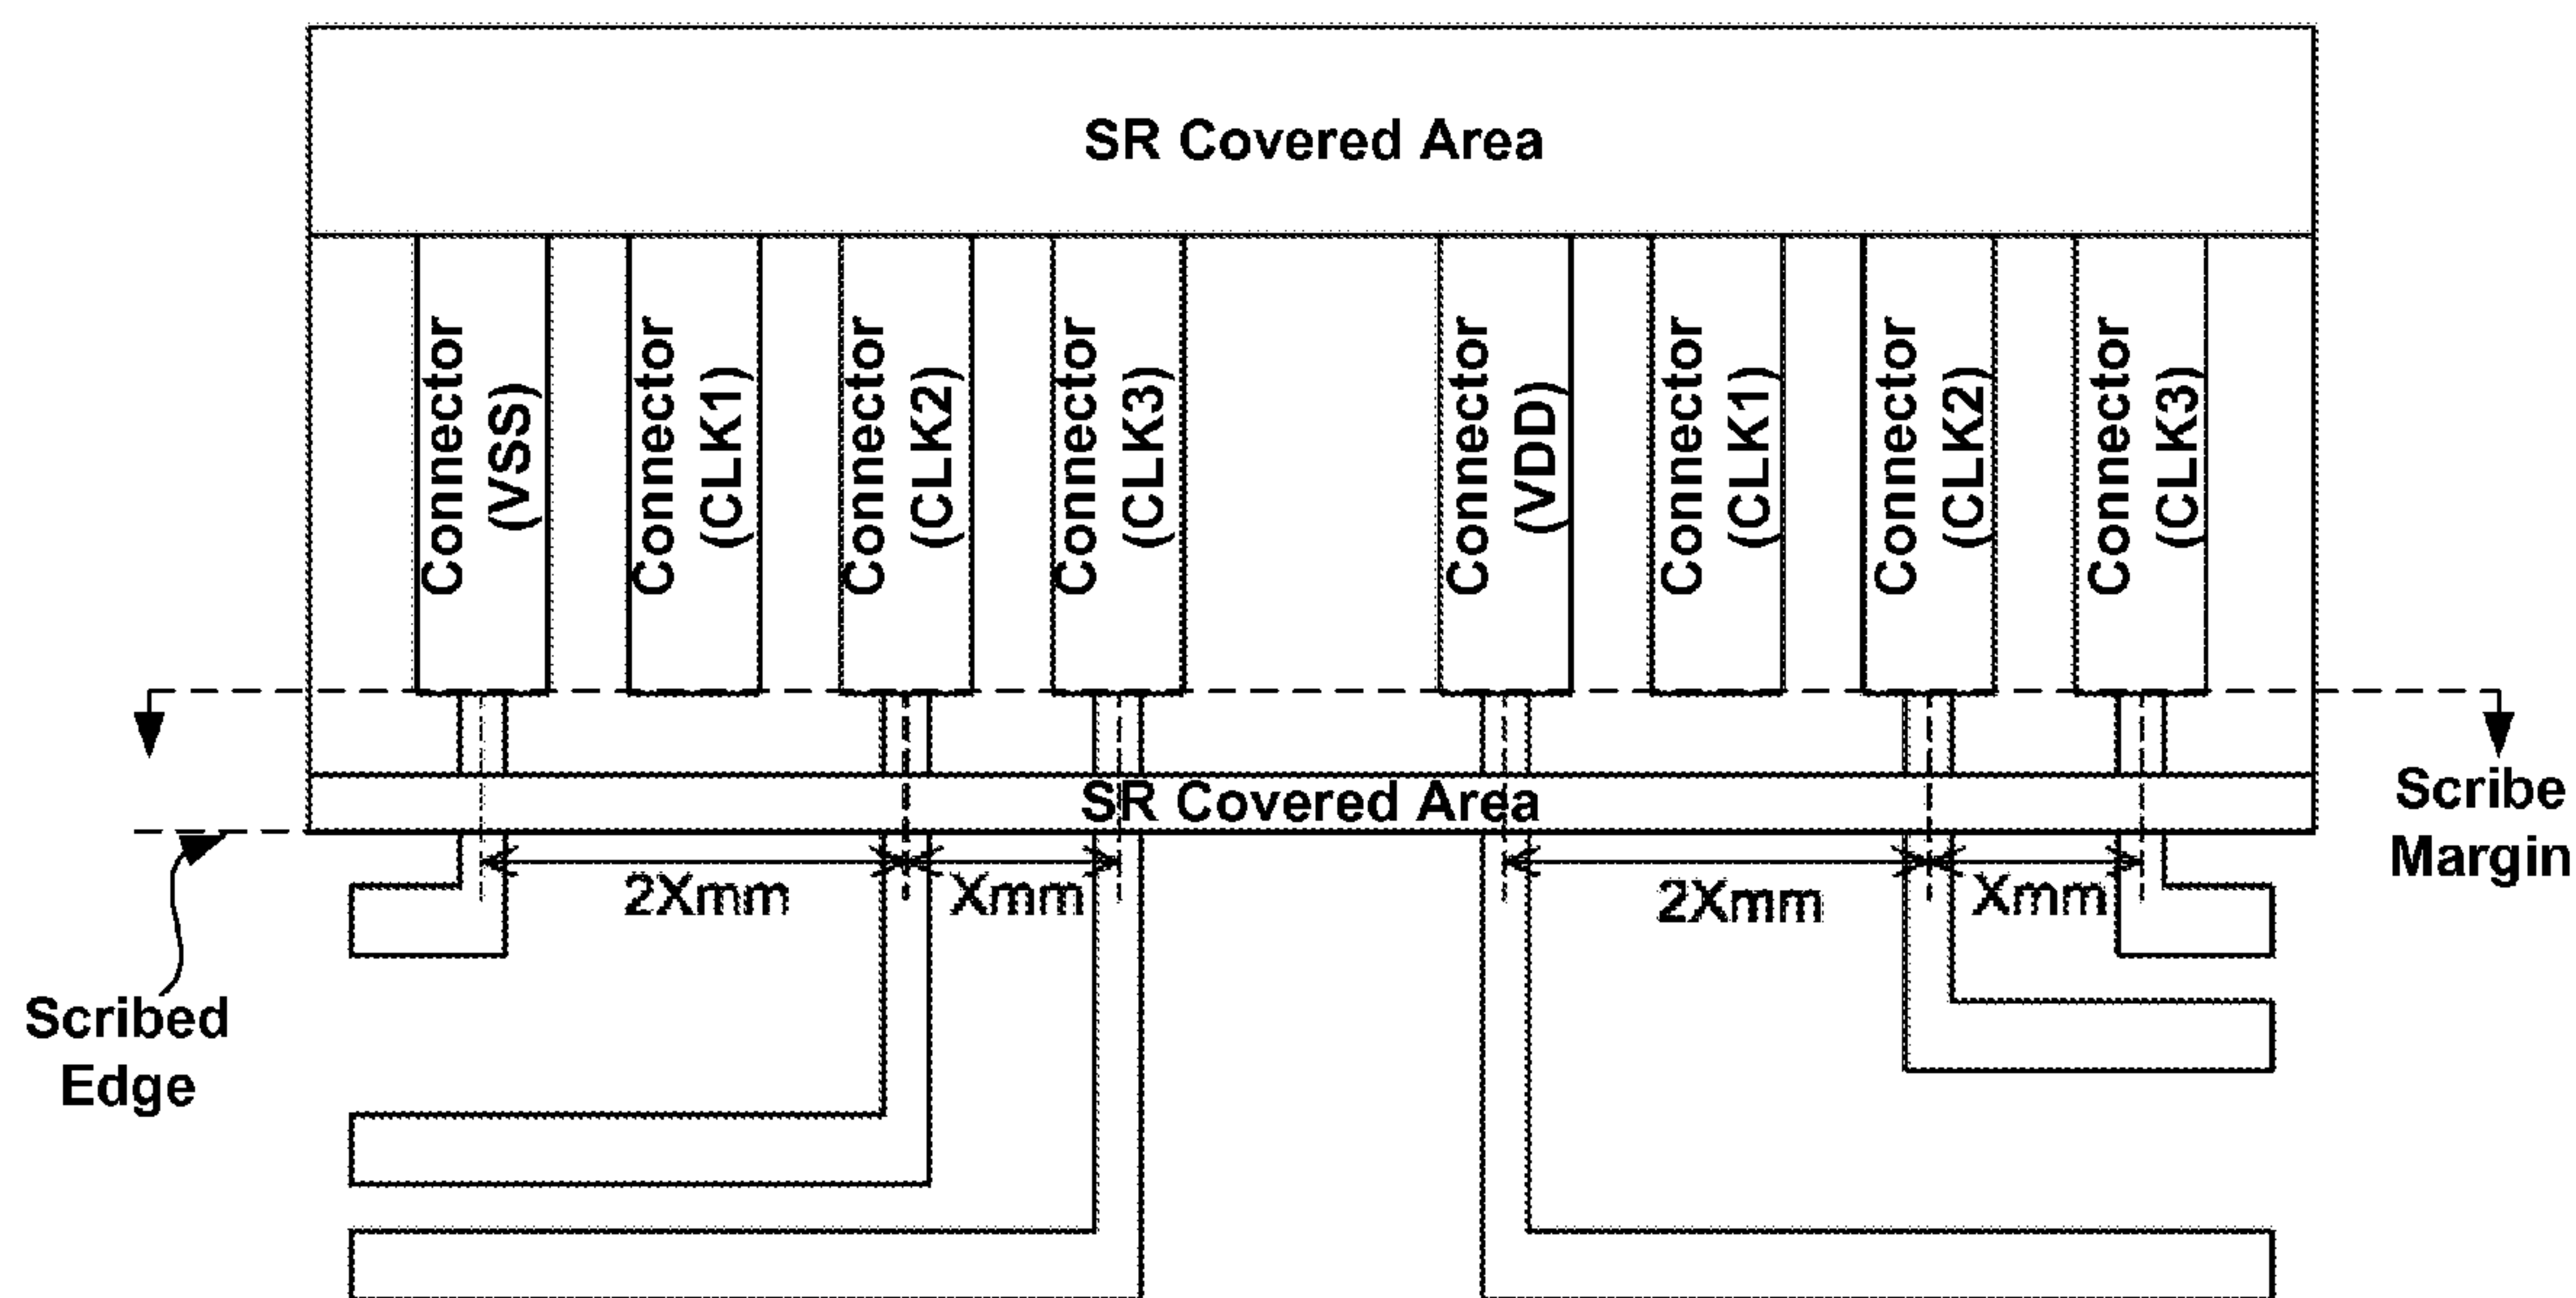 SR Covered Area
Connector
(VSS)
Connector
(CLK1)
Connector
(CLK2)
Connector
(CLK3)
Connector
(VDD)
Connector
(CLK1)
Connector
(CLK2)
Connector
(CLK3)
SR Covered Area
Scribe
Margin
2Xmm
Xmm
2Xmm
Xmm
Scribed
Edge